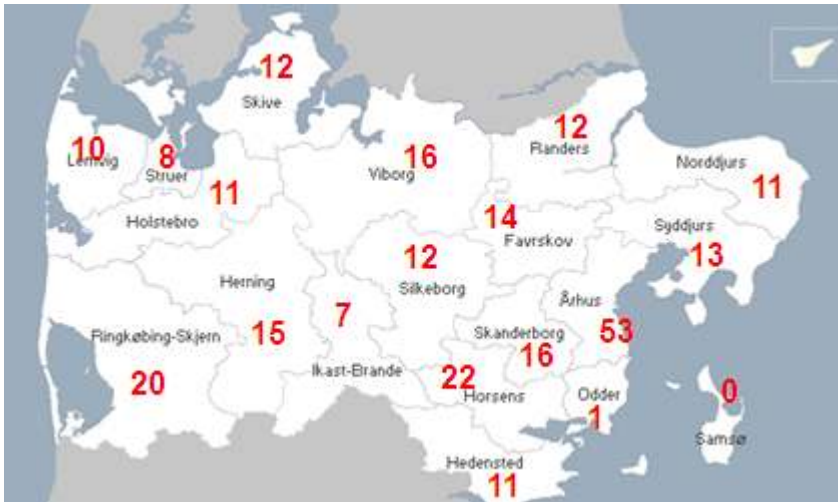 12
Skive
10
Lemvig
8
Struer
16
Viborg
12
Randers
Norddjurs
11
11
Holstebro
14
Favrskov
Syddjurs
13
12
Silkeborg
Herning
7
Århus
53
Ringkøbing-Skjern
15
Skanderborg
16
20
Ikast-Brande
22
Horsens
Odder
1
0
Samsø
Hedensted
11